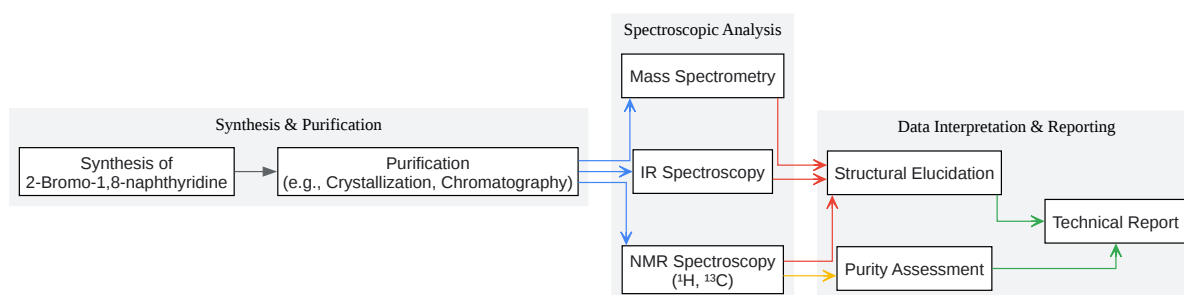 Synthesis & Purification
Synthesis of
2-Bromo-1,8-naphthyridine
Purification
(e.g., Crystallization, Chromatography)
Spectroscopic Analysis
Mass Spectrometry
IR Spectroscopy
NMR Spectroscopy
(¹H, ¹³C)
Data Interpretation & Reporting
Structural Elucidation
Purity Assessment
Technical Report